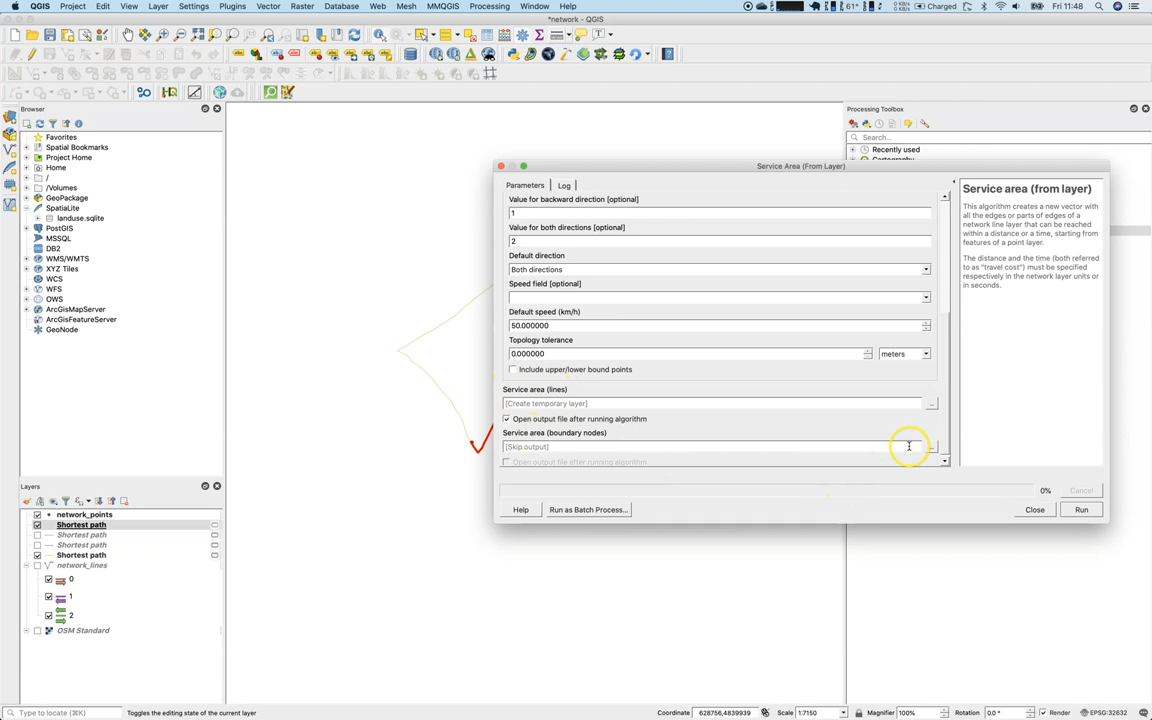 QGIS Project Edit View Layer Settings Plugins Vector Raster Database Web Mesh MMQGIS Processing Window Help
61° Charged Fri 11:48
*network - QGIS
Browser
Favorites
Spatial Bookmarks
Project Home
Home
/
/Volumes
GeoPackage
SpatiaLite
landuse.sqlite
PostGIS
MSSQL
DB2
WMS/WMTS
XYZ Tiles
WCS
WFS
OWS
ArcGisMapServer
ArcGisFeatureServer
GeoNode
Layers
network_points
Shortest path
Shortest path
Shortest path
Shortest path
network_lines
0
1
2
OSM Standard
Processing Toolbox
Search...
Recently used
Service Area (From Layer)
Parameters Log
Value for backward direction [optional]
1
Value for both directions [optional]
2
Default direction
Both directions
Speed field [optional]
Default speed (km/h)
50.000000
Topology tolerance
0.000000 meters
Include upper/lower bound points
Service area (lines)
[Create temporary layer] ...
Open output file after running algorithm
Service area (boundary nodes)
[Skip output] ...
Open output file after running algorithm
0% Cancel
Help Run as Batch Process... Close Run
Service area (from layer)
This algorithm creates a new vector with
all the edges or parts of edges of a
network line layer that can be reached
within a distance or a time, starting from
features of a point layer.
The distance and the time (both referred
to as "travel cost") must be specified
respectively in the network layer units or
in seconds.
Type to locate (⌘K) Toggles the editing state of the current layer Coordinate 628756,4839939 Scale 1:7150 Magnifier 100% Rotation 0.0 ° Render EPSG:32632